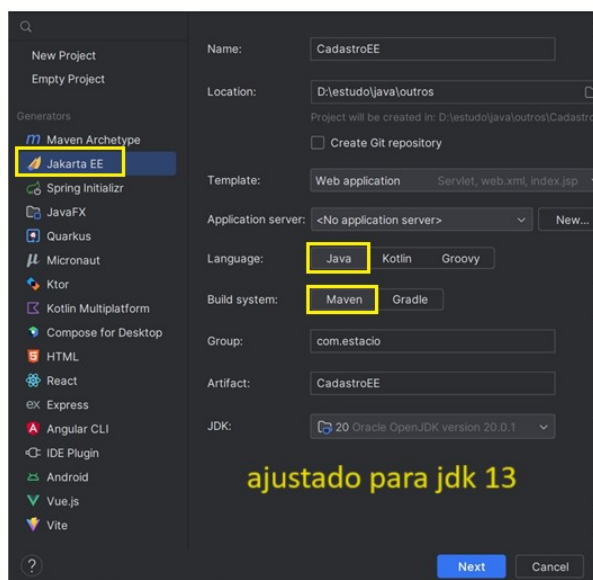 New Project
Empty Project
Generators
Maven Archetype
Jakarta EE
Spring Initializr
JavaFX
Quarkus
Micronaut
Ktor
Kotlin Multiplatform
Compose for Desktop
HTML
React
Express
Angular CLI
IDE Plugin
Android
Vue.js
Vite
?
Name: CadastroEE
Location: D:\estudo\java\outros
Project will be created in: D:\estudo\java\outros\Cadastro
Create Git repository
Template: Web application Servlet, web.xml, index.jsp
Application server: <No application server> New...
Language: Java Kotlin Groovy
Build system: Maven Gradle
Group: com.estacio
Artifact: CadastroEE
JDK: 20 Oracle OpenJDK version 20.0.1
ajustado para jdk 13
Next Cancel